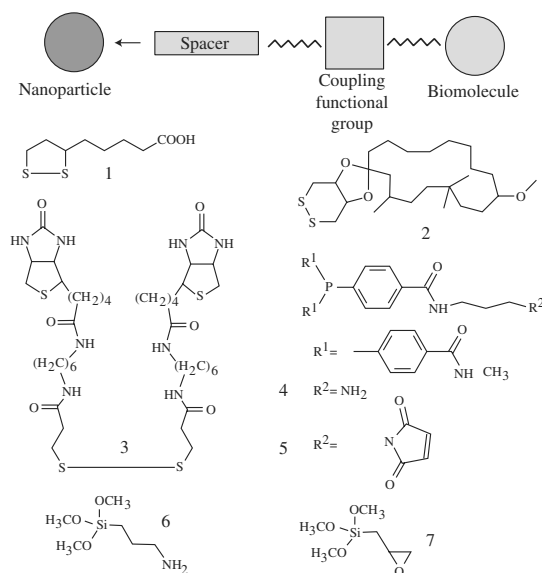 Spacer
Nanoparticle
Coupling
functional
group
Biomolecule
COOH
S S
1
O O
S
S
O
2
O
HN NH
S
(CH₂)₄
O
NH
(H₂C)₆
NH
O
S
O
HN NH
S
(CH₂)₄
O
NH
(H₂C)₆
NH
O
S
3
R¹
P
R¹
O
NH
R²
R¹=
O
NH CH₃
4 R²=NH₂
5 R²=
O
N
O
OCH₃
H₃CO Si
H₃CO
NH₂
6
OCH₃
H₃CO Si
H₃CO
O
7